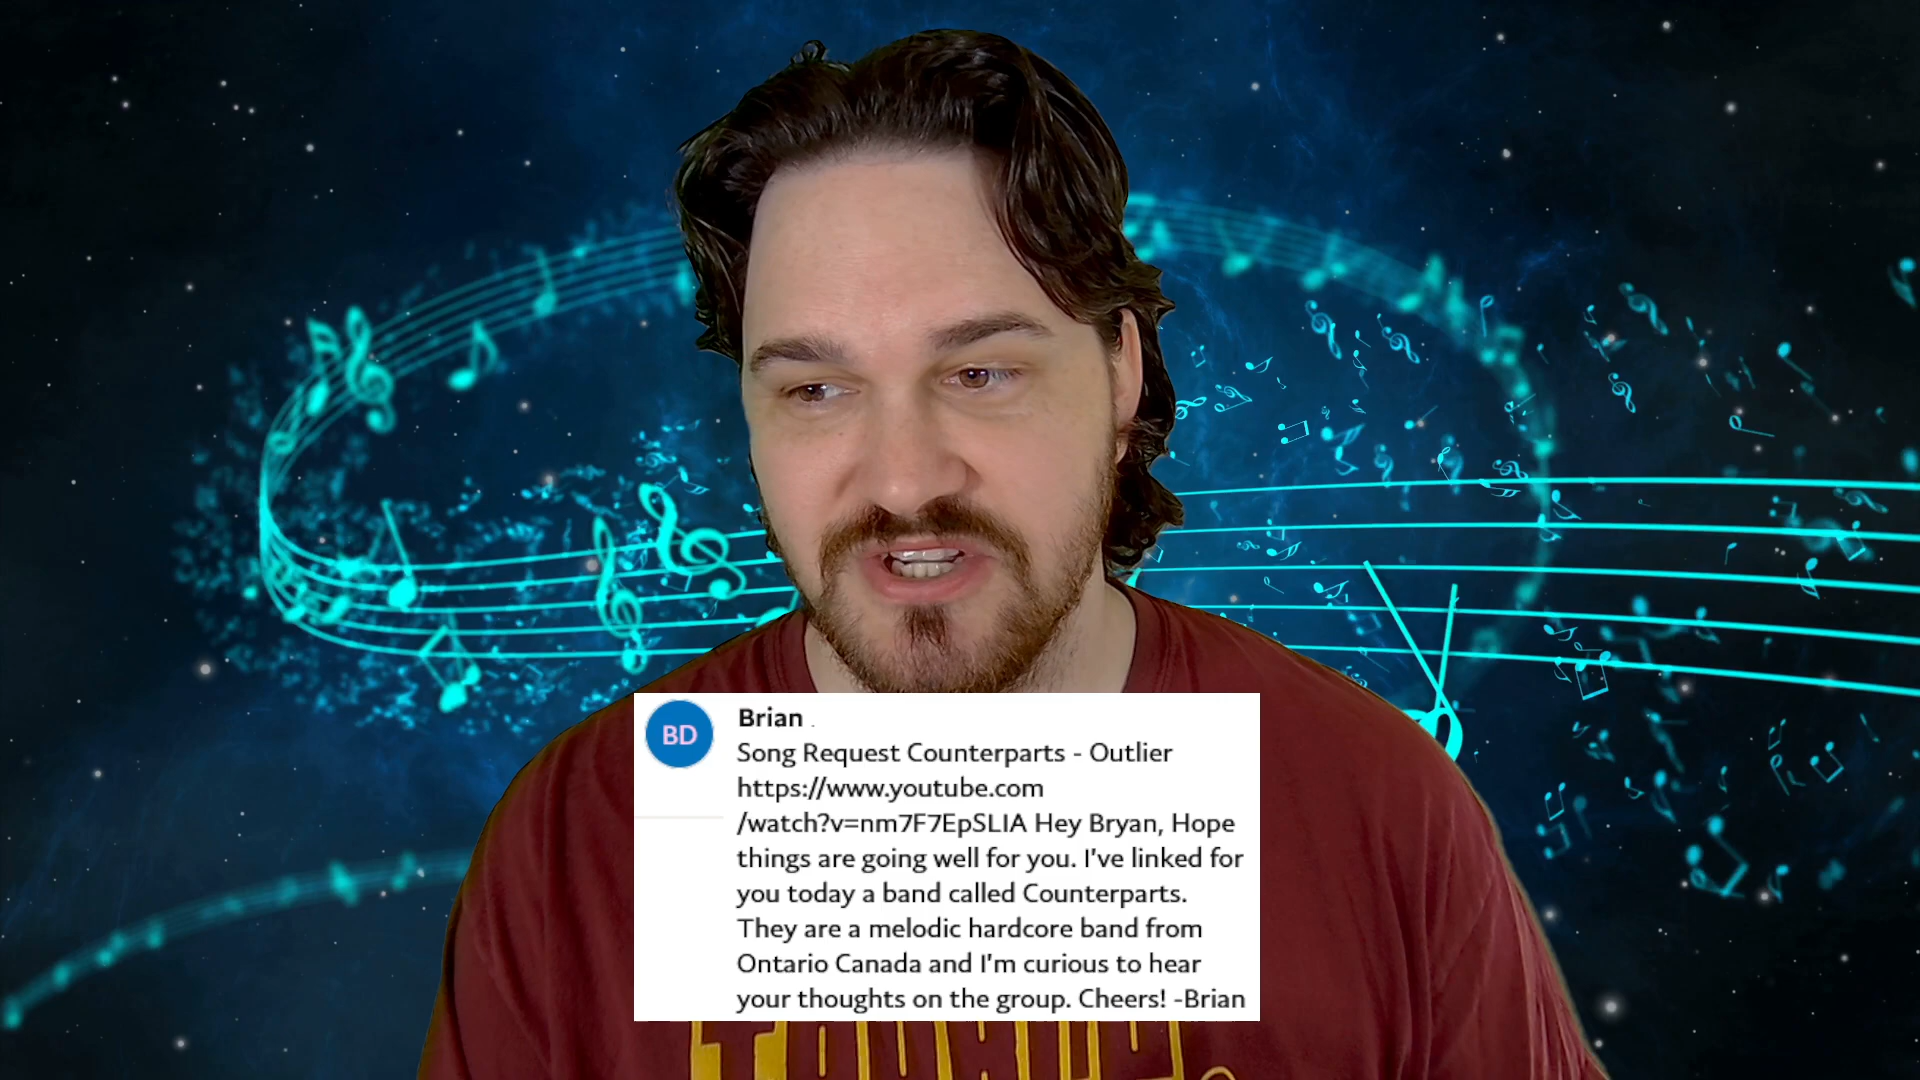 BD
Brian
Song Request Counterparts - Outlier
https://www.youtube.com
/watch?v=nm7F7EpSLIA Hey Bryan, Hope
things are going well for you. I've linked for
you today a band called Counterparts.
They are a melodic hardcore band from
Ontario Canada and I'm curious to hear
your thoughts on the group. Cheers! -Brian